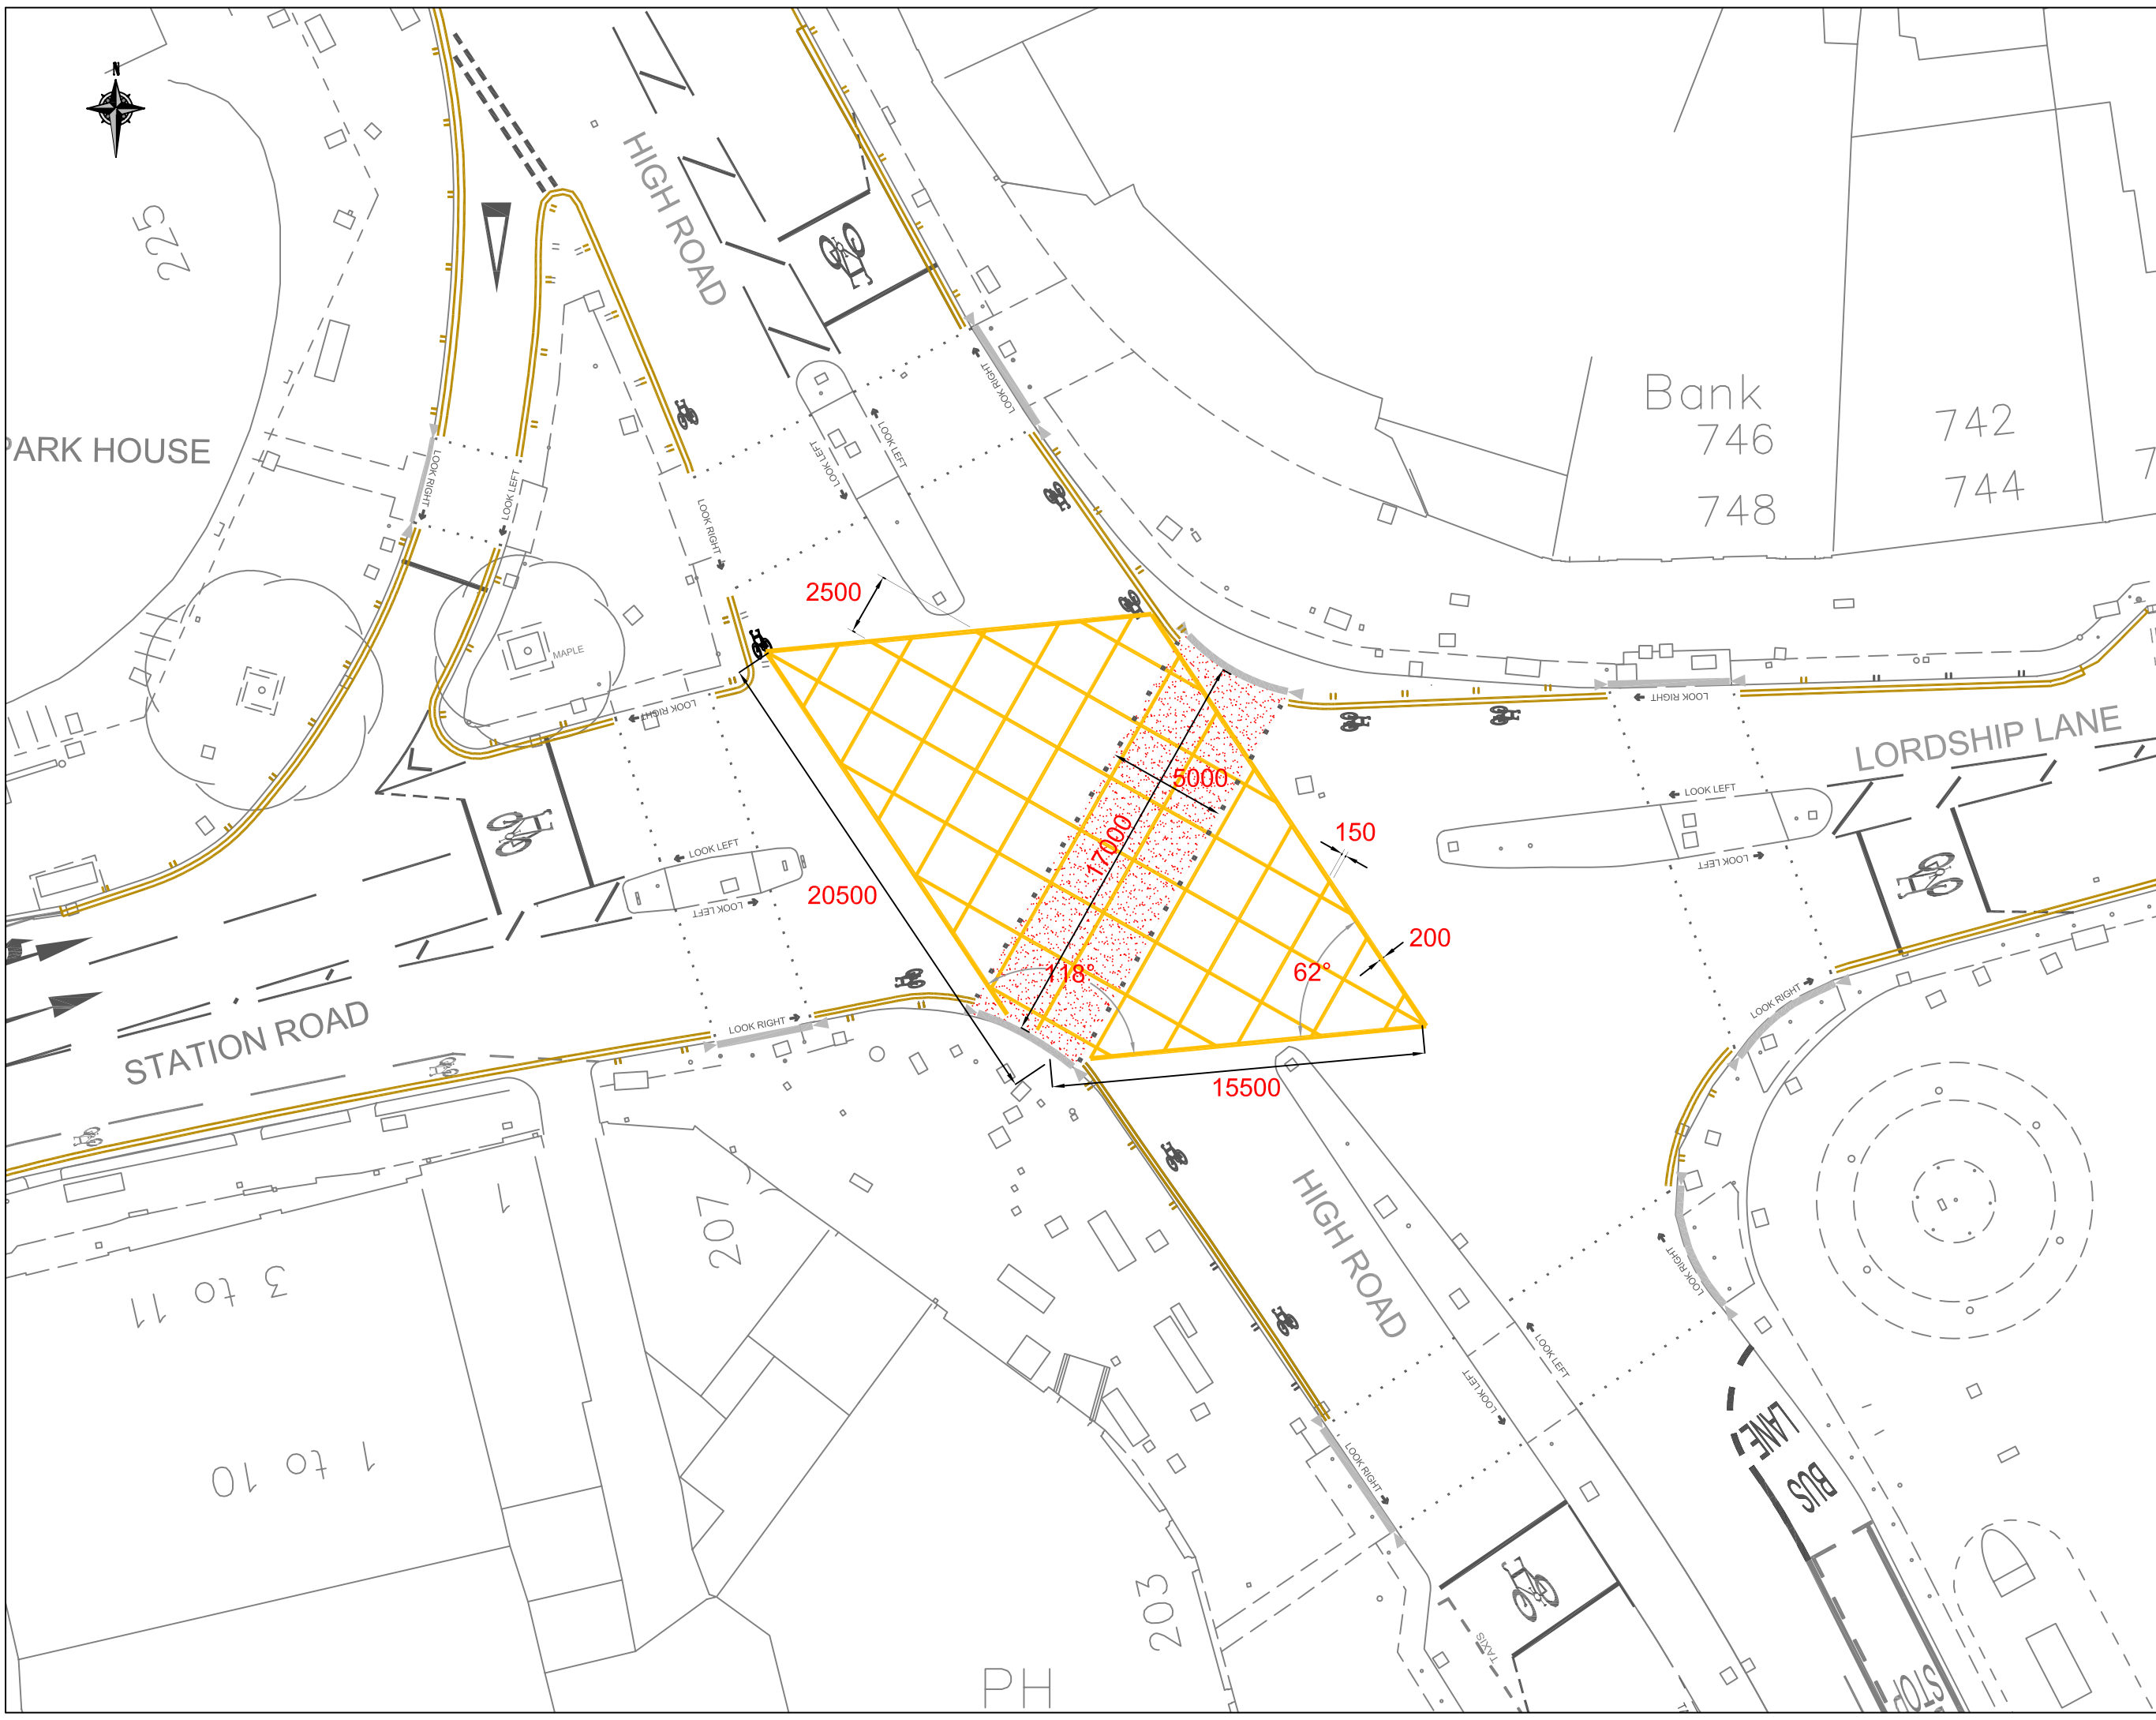 N
HIGH ROAD
225
PARK HOUSE
LOOK RIGHT
LOOK LEFT
LOOK RIGHT
LOOK LEFT
LOOK LEFT
LOOK RIGHT
Bank
746
748
742
744
7
MAPLE
2500
LOOK RIGHT
LOOK RIGHT
LORDSHIP LANE
LOOK LEFT
LOOK LEFT
5000
17000
150
20500
LOOK LEFT
LOOK LEFT
200
118°
62°
15500
STATION ROAD
LOOK RIGHT
LOOK RIGHT
1
207
3 to 11
1 to 10
HIGH ROAD
LOOK RIGHT
LOOK LEFT
LOOK LEFT
LOOK RIGHT
BUS
LANE
203
PH
TAXIS
STOP